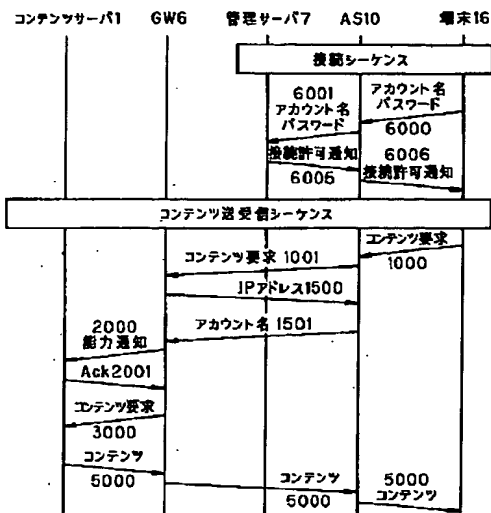 コンテンツサーバ1 GW6 管理サーバ7 AS10 端末16
接続シーケンス
6001
アカウント名
パスワード
アカウント名
パスワード
6000
接続許可通知
6006
6006
接続許可通知
コンテンツ送受信シーケンス
コンテンツ要求
1000
コンテンツ要求 1001
IPアドレス1500
アカウント名 1501
2000
能力通知
Ack2001
コンテンツ要求
3000
コンテンツ
5000
コンテンツ
5000
5000
コンテンツ